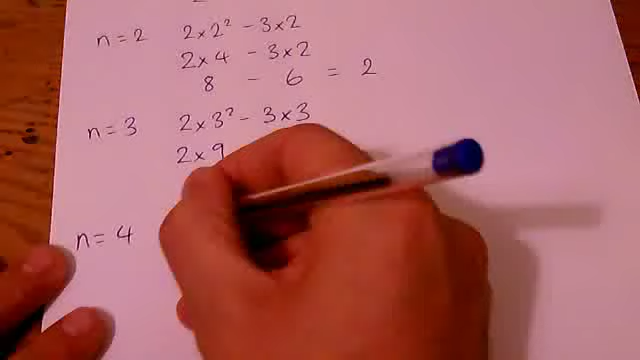 n = 2 2 × 2² - 3 × 2
2 × 4 - 3 × 2
8 - 6 = 2
n = 3 2 × 3² - 3 × 3
2 × 9
n = 4